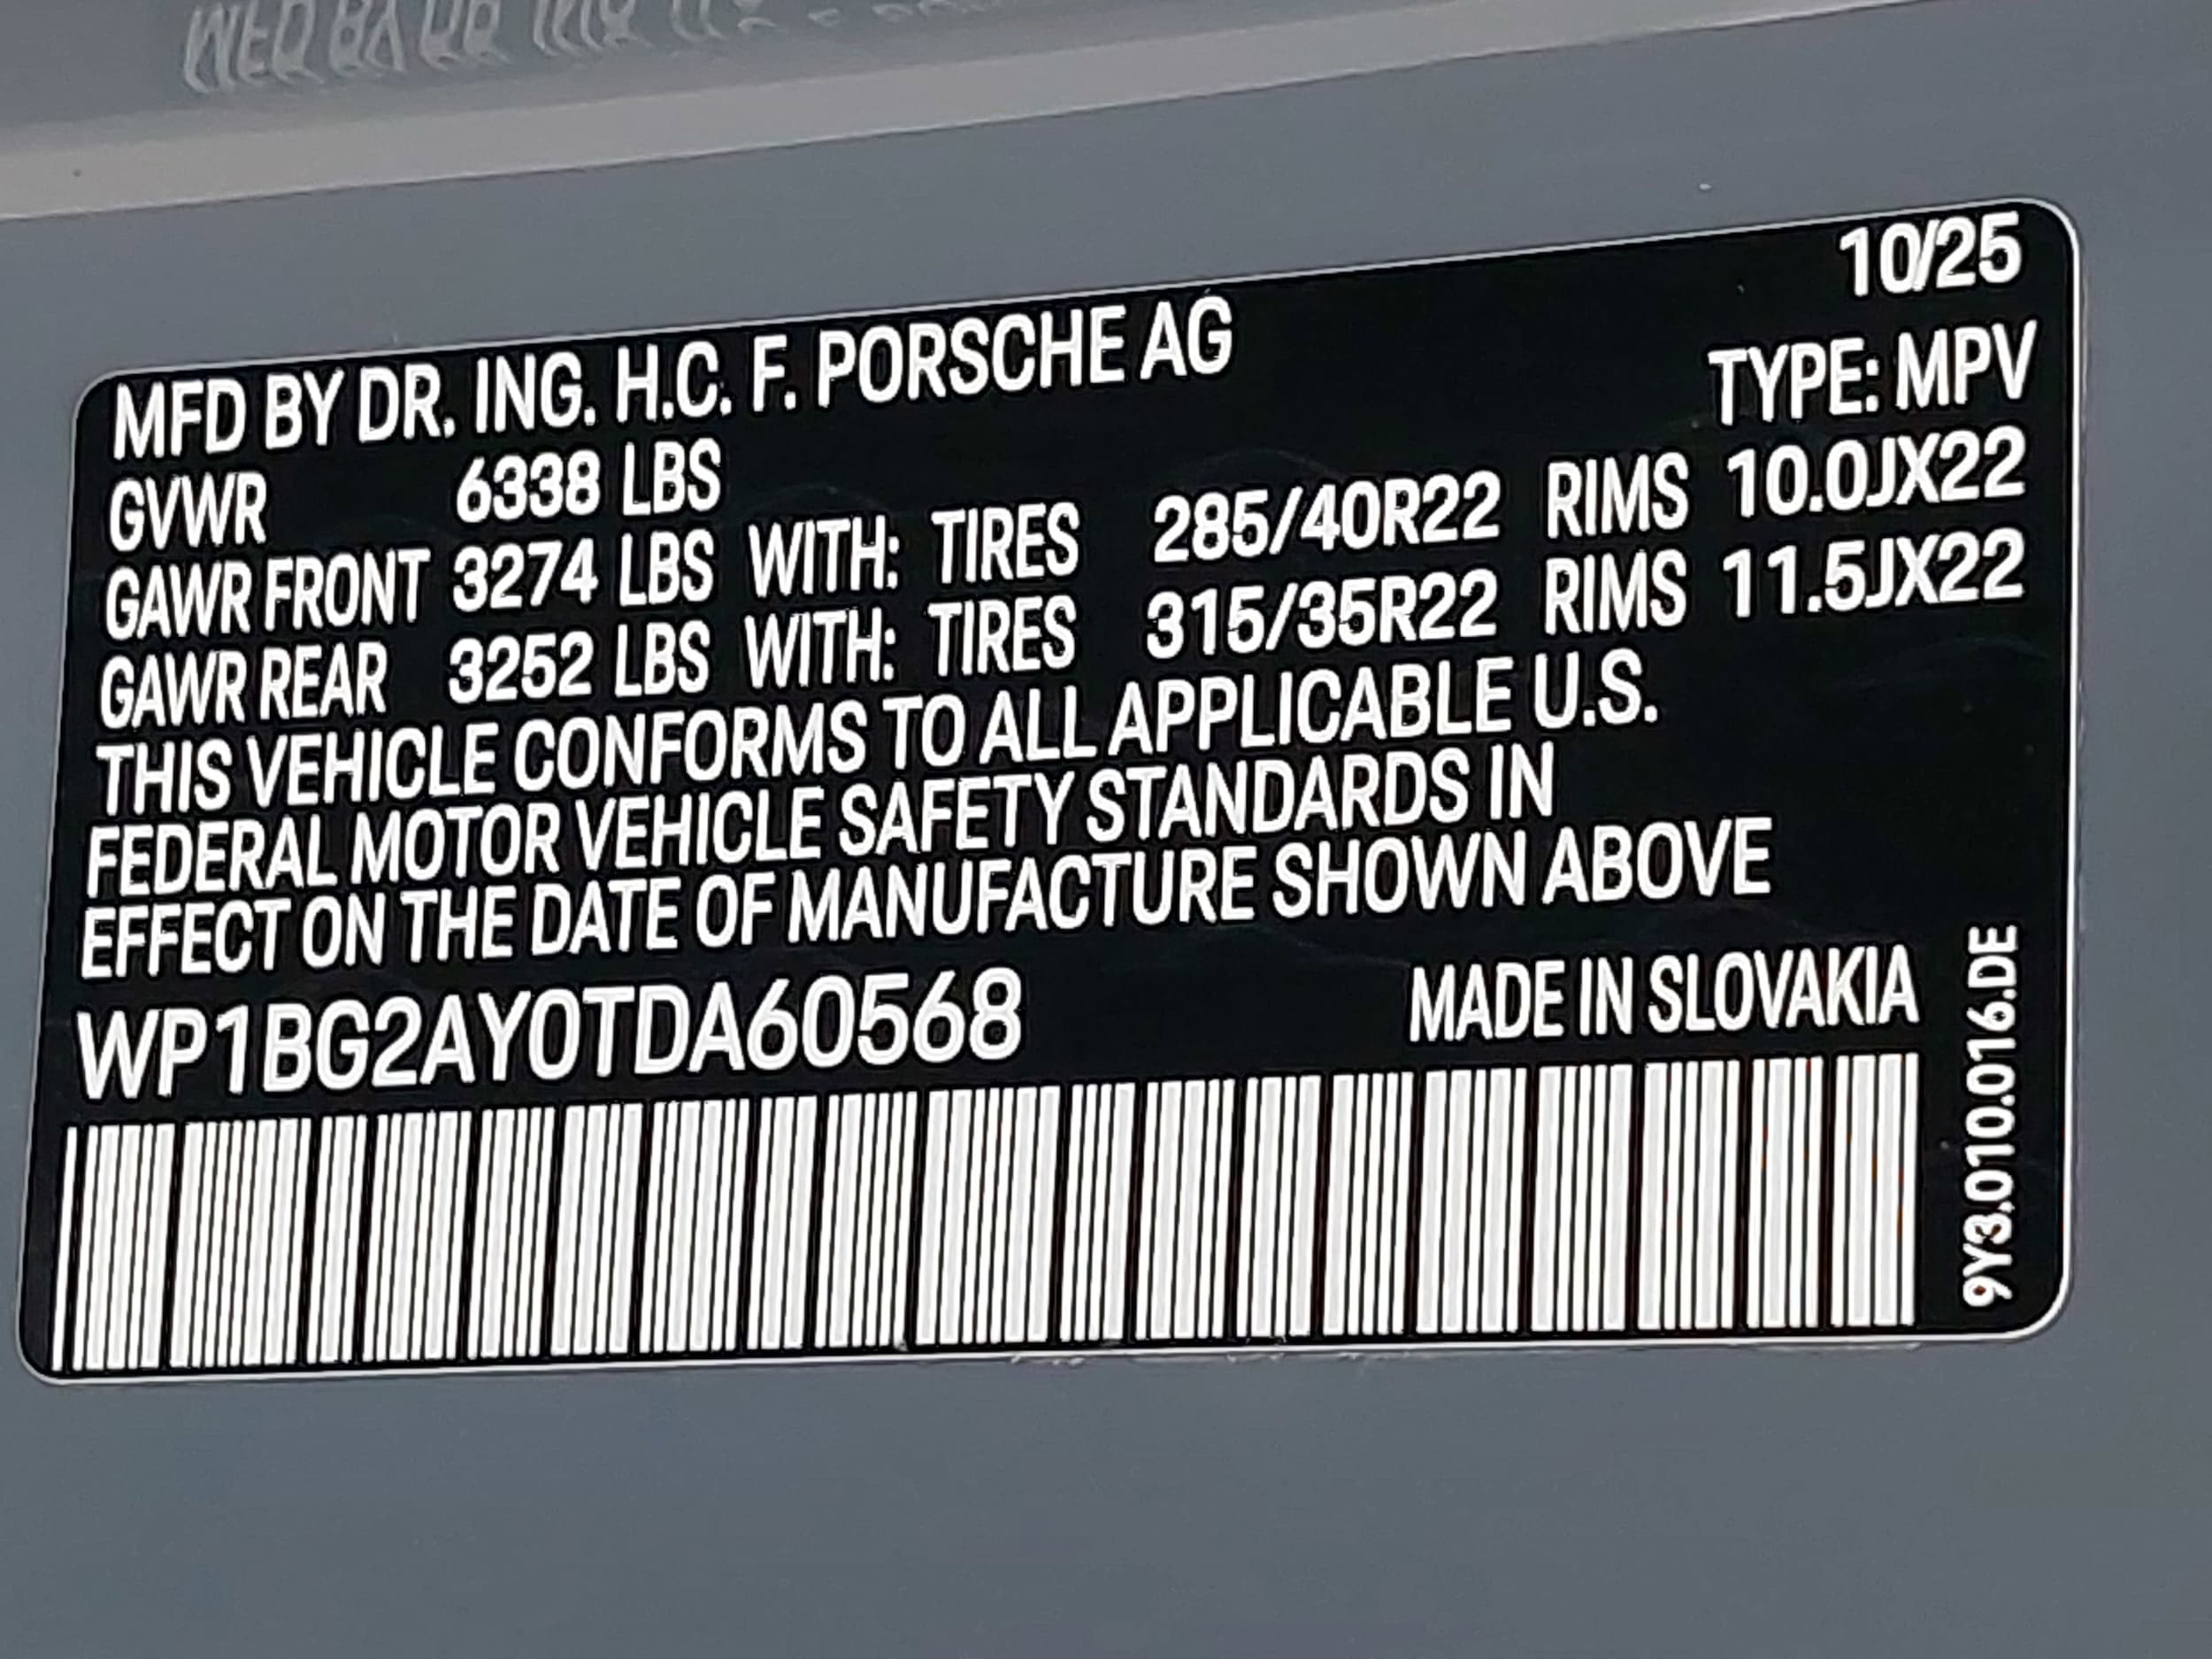 10/25
MFD BY DR. ING. H.C. F. PORSCHE AG
TYPE: MPV
GVWR 6338 LBS
GAWR FRONT 3274 LBS WITH: TIRES 285/40R22 RIMS 10.0JX22
GAWR REAR 3252 LBS WITH: TIRES 315/35R22 RIMS 11.5JX22
THIS VEHICLE CONFORMS TO ALL APPLICABLE U.S.
FEDERAL MOTOR VEHICLE SAFETY STANDARDS IN
EFFECT ON THE DATE OF MANUFACTURE SHOWN ABOVE
WP1BG2AY0TDA60568 MADE IN SLOVAKIA
9Y3.010.016.DE